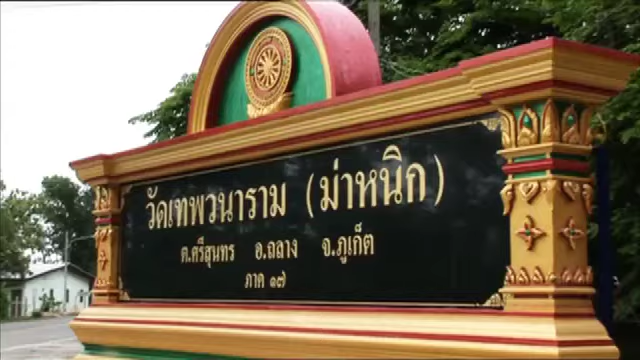 วัดเทพวนาราม (ม่าหนิก)
ต.ศรีสุนทร อ.ถลาง จ.ภูเก็ต
ภาค ๑๗